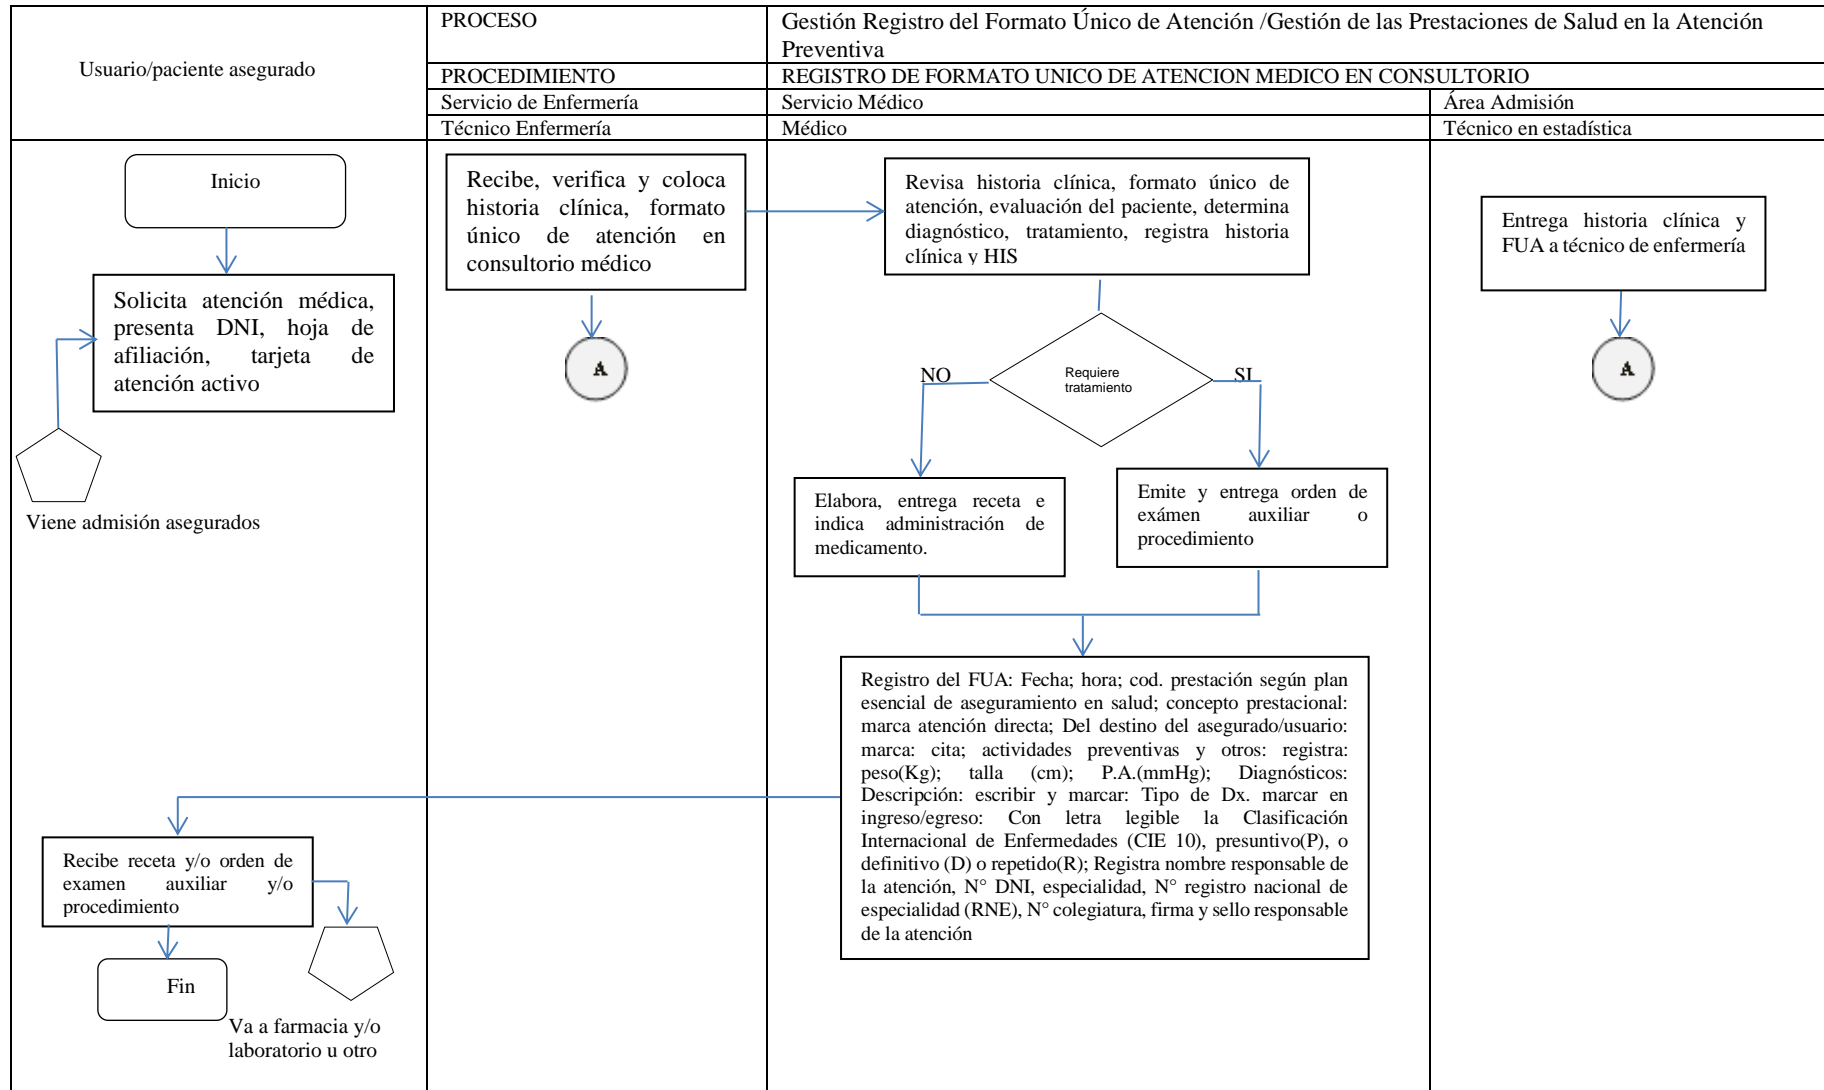 Usuario/paciente asegurado
PROCESO
Gestión Registro del Formato Único de Atención /Gestión de las Prestaciones de Salud en la Atención
Preventiva
PROCEDIMIENTO
REGISTRO DE FORMATO UNICO DE ATENCION MEDICO EN CONSULTORIO
Servicio de Enfermería
Servicio Médico
Área Admisión
Técnico Enfermería
Médico
Técnico en estadística
Inicio
Solicita atención médica,
presenta DNI, hoja de
afiliación, tarjeta de
atención activo
Viene admisión asegurados
Recibe, verifica y coloca
historia clínica, formato
único de atención en
consultorio médico
A
Revisa historia clínica, formato único de
atención, evaluación del paciente, determina
diagnóstico, tratamiento, registra historia
clínica y HIS
Requiere
tratamiento
NO
SI
Elabora, entrega receta e
indica administración de
medicamento.
Emite y entrega orden de
exámen auxiliar o
procedimiento
Entrega historia clínica y
FUA a técnico de enfermería
A
Registro del FUA: Fecha; hora; cod. prestación según plan
esencial de aseguramiento en salud; concepto prestacional:
marca atención directa; Del destino del asegurado/usuario:
marca: cita; actividades preventivas y otros: registra:
peso(Kg); talla (cm); P.A.(mmHg); Diagnósticos:
Descripción: escribir y marcar: Tipo de Dx. marcar en
ingreso/egreso: Con letra legible la Clasificación
Internacional de Enfermedades (CIE 10), presuntivo(P), o
definitivo (D) o repetido(R); Registra nombre responsable de
la atención, N° DNI, especialidad, N° registro nacional de
especialidad (RNE), N° colegiatura, firma y sello responsable
de la atención
Recibe receta y/o orden de
examen auxiliar y/o
procedimiento
Fin
Va a farmacia y/o
laboratorio u otro